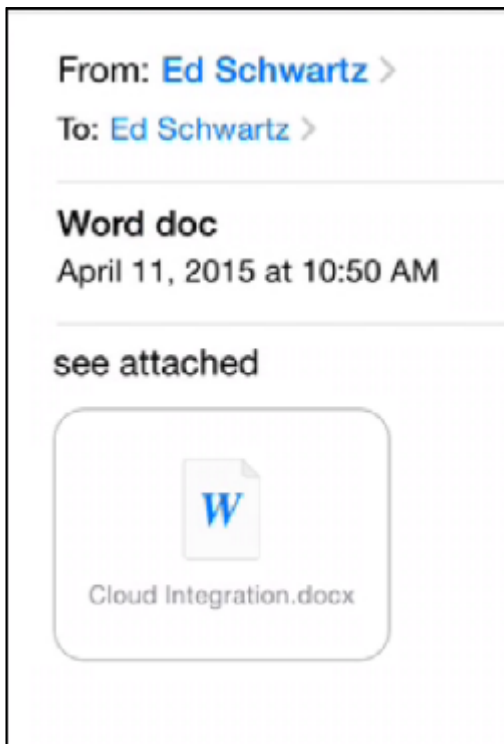 From: Ed Schwartz >
To: Ed Schwartz >
Word doc
April 11, 2015 at 10:50 AM
see attached
W
Cloud Integration.docx